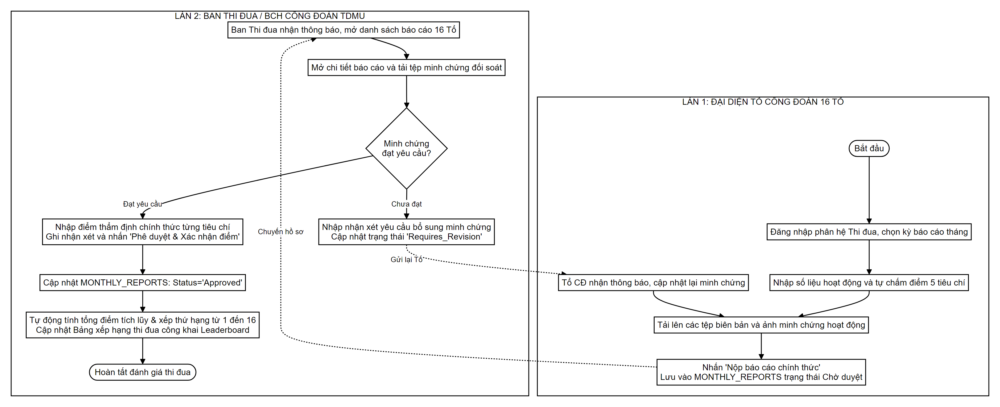 LÀN 2: BAN THI ĐUA / BCH CÔNG ĐOÀN TDMU
Ban Thi đua nhận thông báo, mở danh sách báo cáo 16 Tổ
Mở chi tiết báo cáo và tải tệp minh chứng đối soát
Minh chứng
đạt yêu cầu?
Đạt yêu cầu
Chưa đạt
Nhập điểm thẩm định chính thức từng tiêu chí
Ghi nhận xét và nhấn 'Phê duyệt & Xác nhận điểm'
Chuyển hồ sơ
Nhập nhận xét yêu cầu bổ sung minh chứng
Cập nhật trạng thái 'Requires_Revision'
Gửi lại Tổ
Cập nhật MONTHLY_REPORTS: Status='Approved'
Tự động tính tổng điểm tích lũy & xếp thứ hạng từ 1 đến 16
Cập nhật Bảng xếp hạng thi đua công khai Leaderboard
Hoàn tất đánh giá thi đua
LÀN 1: ĐẠI DIỆN TỔ CÔNG ĐOÀN 16 TỔ
Bắt đầu
Đăng nhập phân hệ Thi đua, chọn kỳ báo cáo tháng
Tổ CĐ nhận thông báo, cập nhật lại minh chứng
Nhập số liệu hoạt động và tự chấm điểm 5 tiêu chí
Tải lên các tệp biên bản và ảnh minh chứng hoạt động
Nhấn 'Nộp báo cáo chính thức'
Lưu vào MONTHLY_REPORTS trạng thái Chờ duyệt